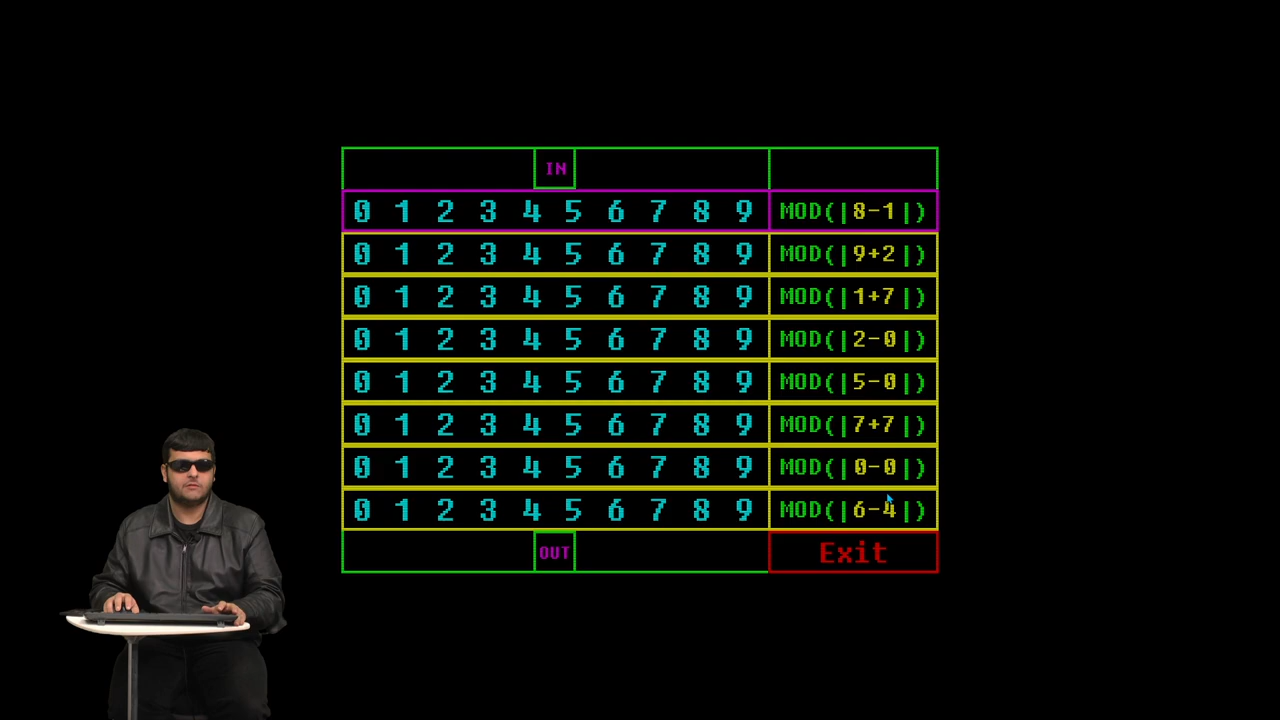 IN
0 1 2 3 4 5 6 7 8 9 MOD(|8-1|)
0 1 2 3 4 5 6 7 8 9 MOD(|9+2|)
0 1 2 3 4 5 6 7 8 9 MOD(|1+7|)
0 1 2 3 4 5 6 7 8 9 MOD(|2-0|)
0 1 2 3 4 5 6 7 8 9 MOD(|5-0|)
0 1 2 3 4 5 6 7 8 9 MOD(|7+7|)
0 1 2 3 4 5 6 7 8 9 MOD(|0-0|)
0 1 2 3 4 5 6 7 8 9 MOD(|6-4|)
OUT Exit